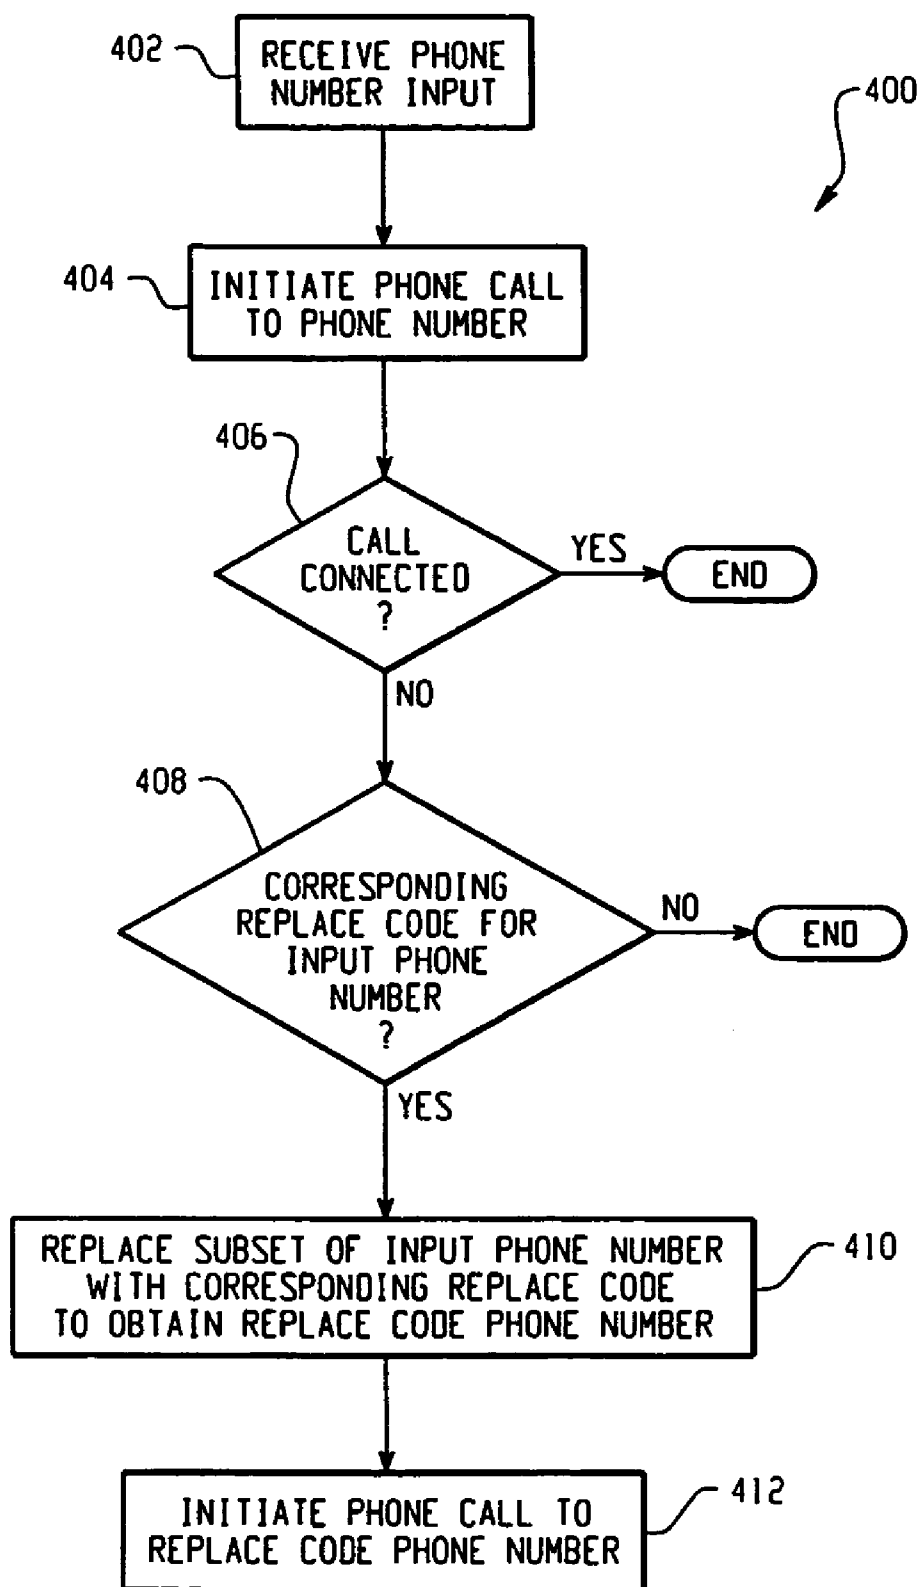 402
RECEIVE PHONE
NUMBER INPUT
400
404
INITIATE PHONE CALL
TO PHONE NUMBER
406
CALL
CONNECTED
?
YES
END
NO
408
CORRESPONDING
REPLACE CODE FOR
INPUT PHONE
NUMBER
?
NO
END
YES
REPLACE SUBSET OF INPUT PHONE NUMBER
WITH CORRESPONDING REPLACE CODE
TO OBTAIN REPLACE CODE PHONE NUMBER
410
INITIATE PHONE CALL TO
REPLACE CODE PHONE NUMBER
412